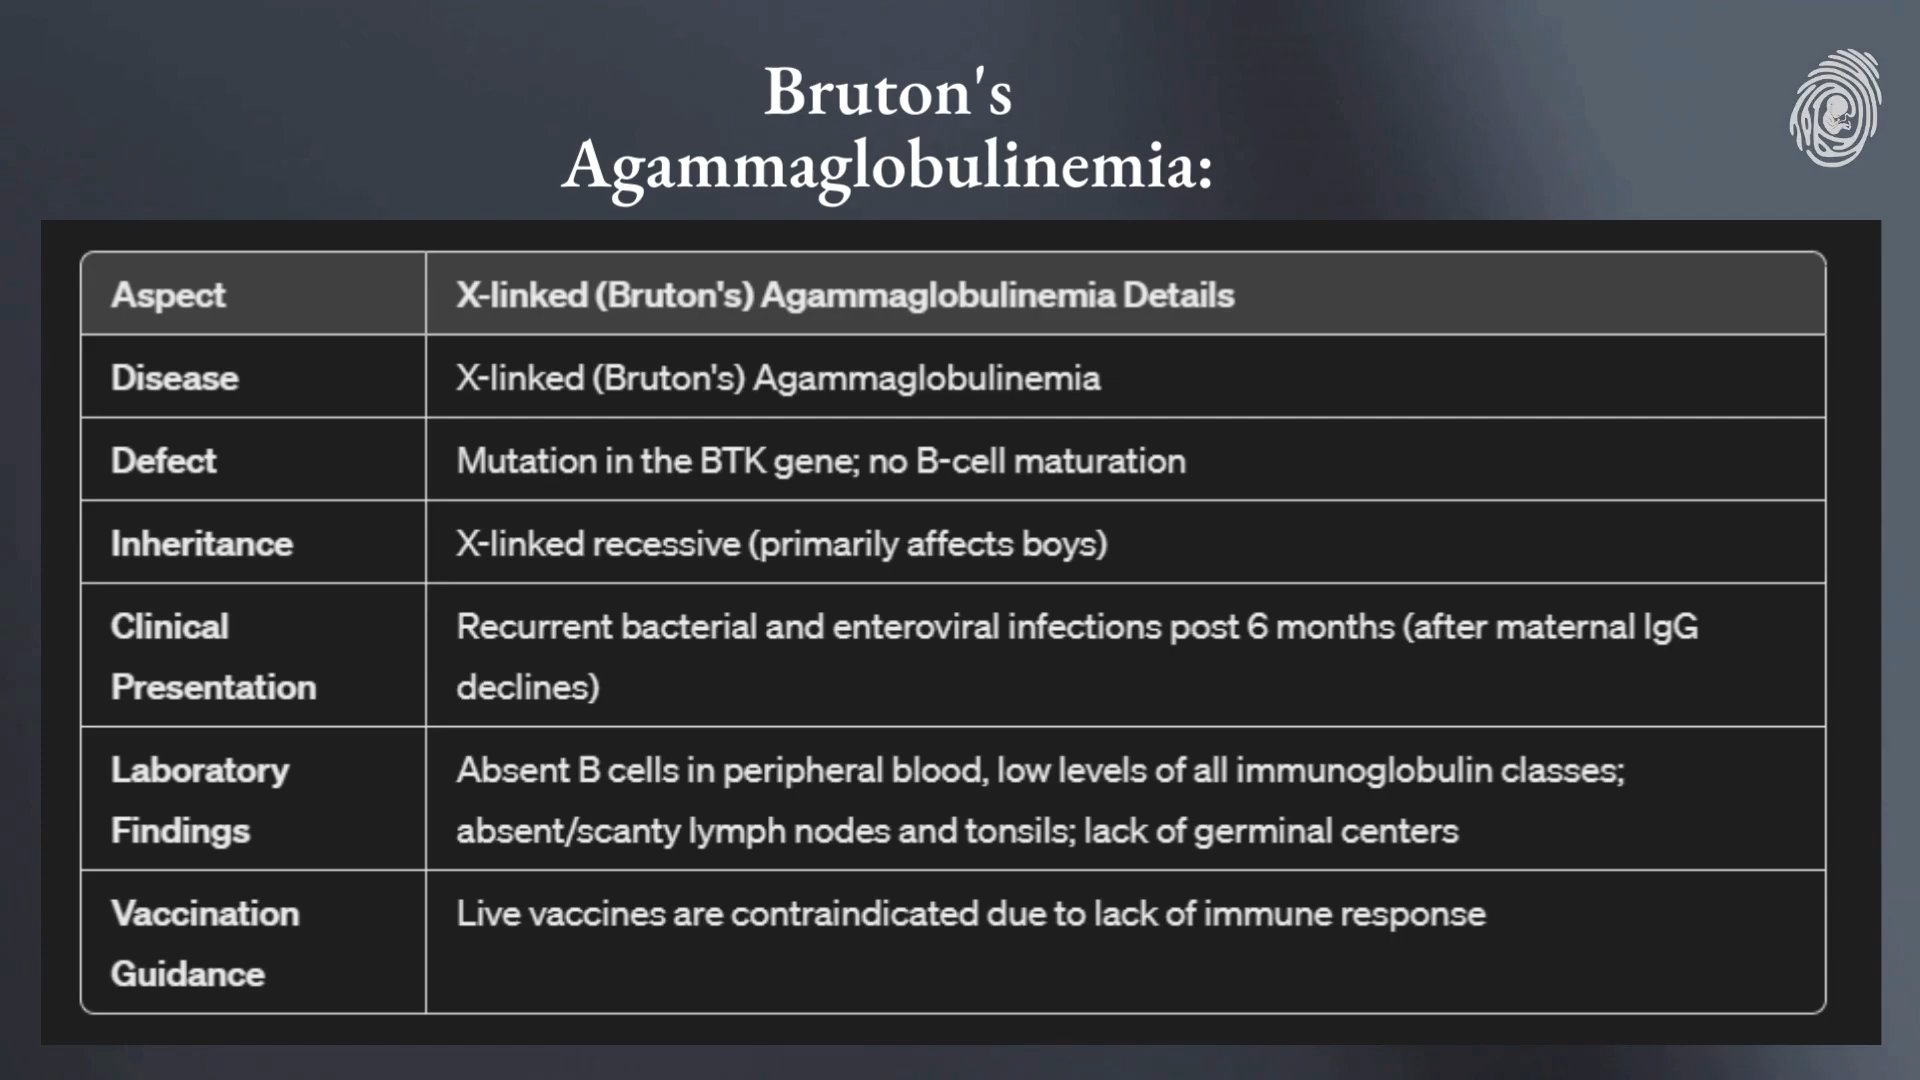 Bruton's
Agammaglobulinemia:
Aspect
X-linked (Bruton's) Agammaglobulinemia Details
Disease
X-linked (Bruton's) Agammaglobulinemia
Defect
Mutation in the BTK gene; no B-cell maturation
Inheritance
X-linked recessive (primarily affects boys)
Clinical
Presentation
Recurrent bacterial and enteroviral infections post 6 months (after maternal IgG
declines)
Laboratory
Findings
Absent B cells in peripheral blood, low levels of all immunoglobulin classes;
absent/scanty lymph nodes and tonsils; lack of germinal centers
Vaccination
Guidance
Live vaccines are contraindicated due to lack of immune response